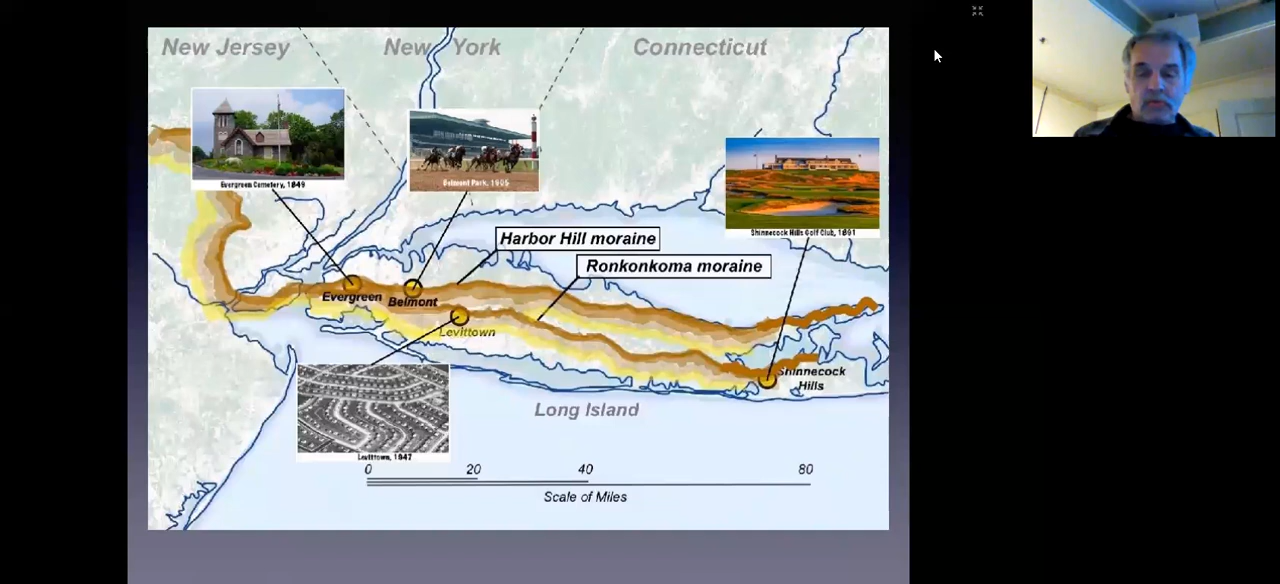 New Jersey
New York
Connecticut
Evergreen Cemetery, 1849
Belmont Park, 1905
Shinnecock Hills Golf Club, 1891
Harbor Hill moraine
Ronkonkoma moraine
Evergreen
Belmont
Levittown
Shinnecock
Hills
Long Island
Levittown, 1947
0 20 40 80
Scale of Miles